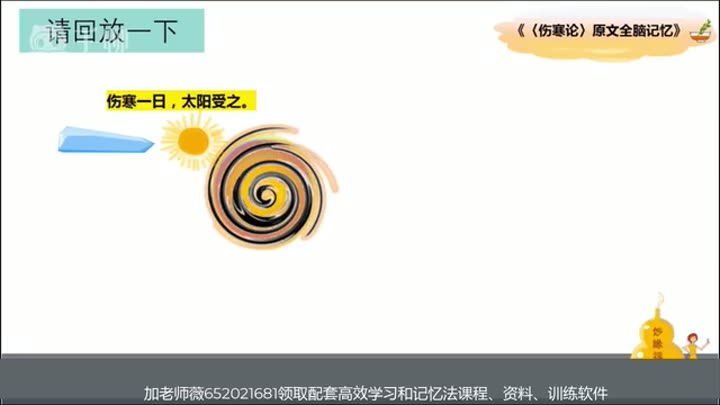 请回放一下
《〈伤寒论〉原文全脑记忆》
伤寒一日，太阳受之。
加老师薇652021681领取配套高效学习和记忆法课程、资料、训练软件